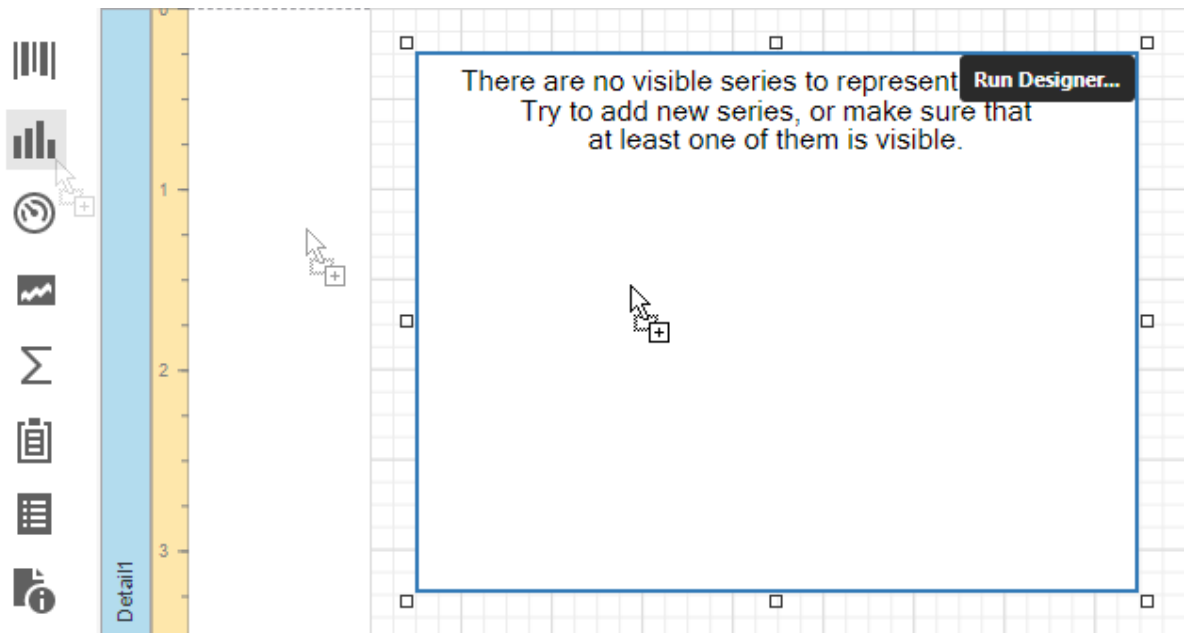 0
There are no visible series to represent
Run Designer...
Try to add new series, or make sure that
at least one of them is visible.
1
2
3
Detail1